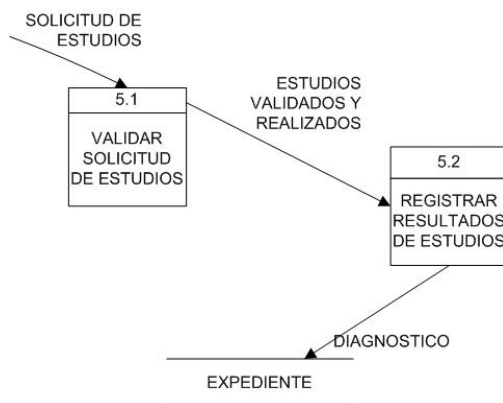 SOLICITUD DE
ESTUDIOS
5.1
VALIDAR
SOLICITUD
DE ESTUDIOS
ESTUDIOS
VALIDADOS Y
REALIZADOS
5.2
REGISTRAR
RESULTADOS
DE ESTUDIOS
DIAGNOSTICO
EXPEDIENTE